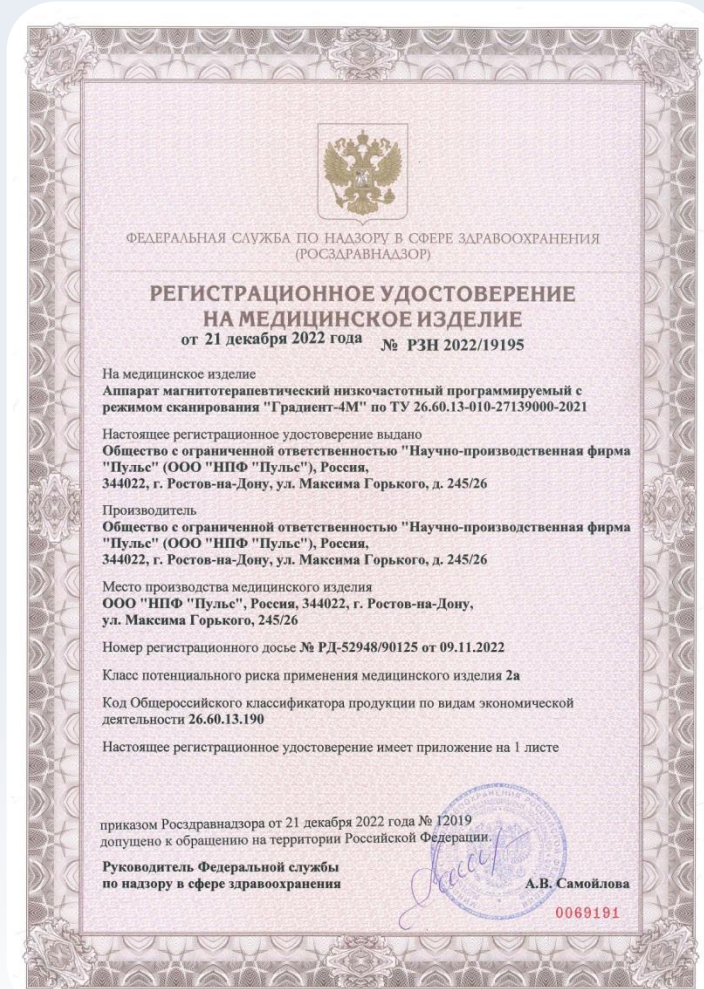 ФЕДЕРАЛЬНАЯ СЛУЖБА ПО НАДЗОРУ В СФЕРЕ ЗДРАВООХРАНЕНИЯ
(РОСЗДРАВНАДЗОР)
РЕГИСТРАЦИОННОЕ УДОСТОВЕРЕНИЕ
НА МЕДИЦИНСКОЕ ИЗДЕЛИЕ
от 21 декабря 2022 года № РЗН 2022/19195
На медицинское изделие
Аппарат магнитотерапевтический низкочастотный программируемый с
режимом сканирования "Градиент-4М" по ТУ 26.60.13-010-27139000-2021
Настоящее регистрационное удостоверение выдано
Общество с ограниченной ответственностью "Научно-производственная фирма
"Пульс" (ООО "НПФ "Пульс"), Россия,
344022, г. Ростов-на-Дону, ул. Максима Горького, д. 245/26
Производитель
Общество с ограниченной ответственностью "Научно-производственная фирма
"Пульс" (ООО "НПФ "Пульс"), Россия,
344022, г. Ростов-на-Дону, ул. Максима Горького, д. 245/26
Место производства медицинского изделия
ООО "НПФ "Пульс", Россия, 344022, г. Ростов-на-Дону,
ул. Максима Горького, 245/26
Номер регистрационного досье № РД-52948/90125 от 09.11.2022
Класс потенциального риска применения медицинского изделия 2а
Код Общероссийского классификатора продукции по видам экономической
деятельности 26.60.13.190
Настоящее регистрационное удостоверение имеет приложение на 1 листе
приказом Росздравнадзора от 21 декабря 2022 года № 12019
допущено к обращению на территории Российской Федерации.
Руководитель Федеральной службы
по надзору в сфере здравоохранения
А.В. Самойлова
0069191